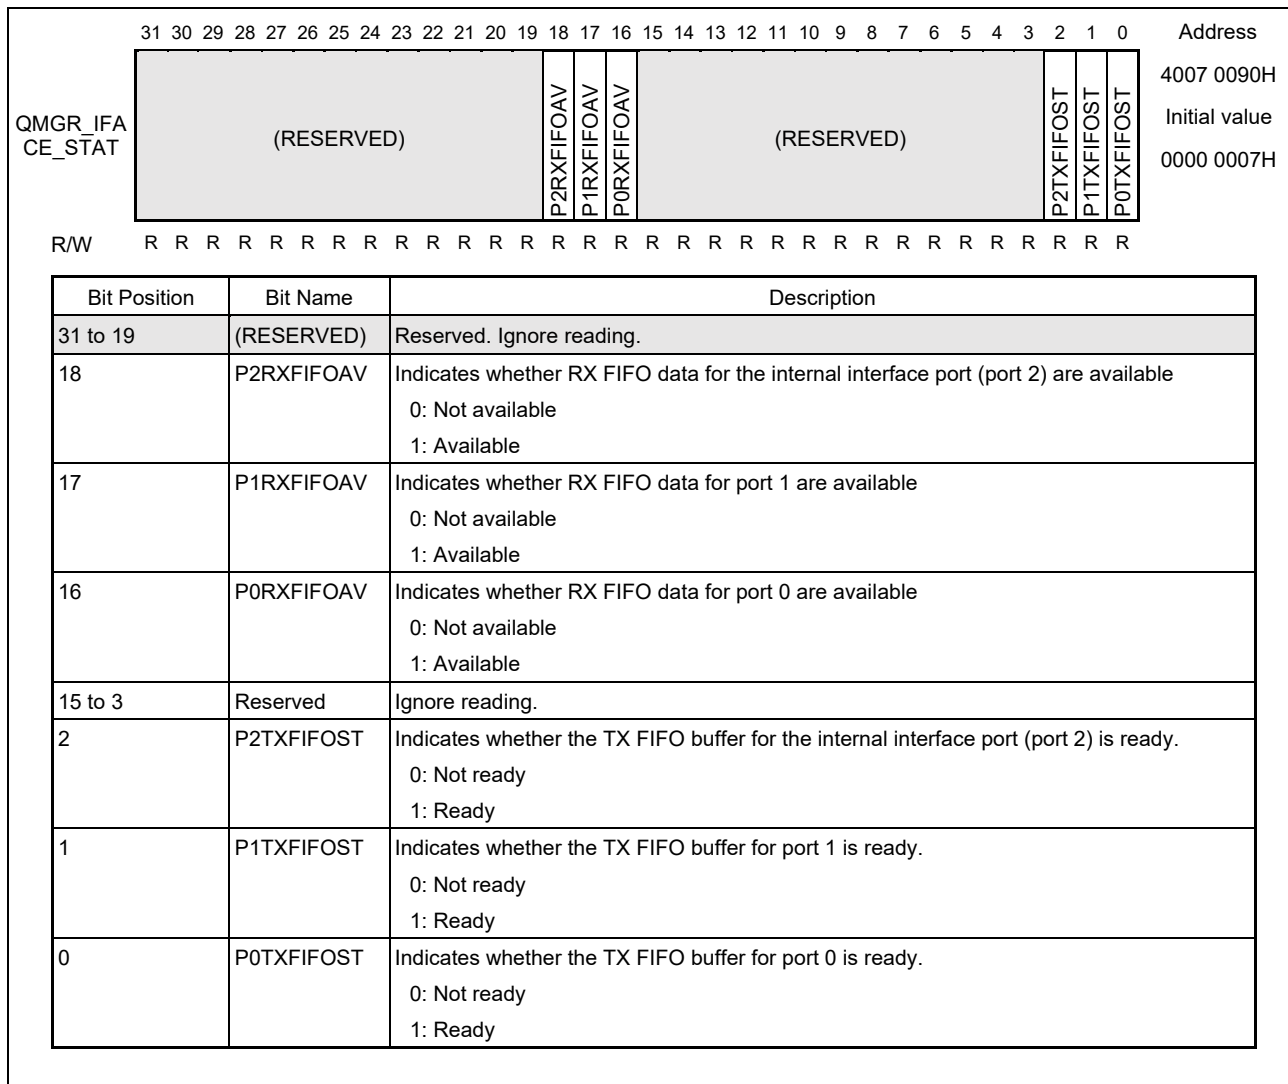 31 30 29 28 27 26 25 24 23 22 21 20 19 18 17 16 15 14 13 12 11 10 9 8 7 6 5 4 3 2 1 0 Address
QMGR_IFA
CE_STAT
(RESERVED)
P2RXFIFOAV
P1RXFIFOAV
P0RXFIFOAV
(RESERVED)
P2TXFIFOST
P1TXFIFOST
P0TXFIFOST
4007 0090H
Initial value
0000 0007H
R/W R R R R R R R R R R R R R R R R R R R R R R R R R R R R R R R R
Bit Position Bit Name Description
31 to 19 (RESERVED) Reserved. Ignore reading.
18 P2RXFIFOAV Indicates whether RX FIFO data for the internal interface port (port 2) are available
0: Not available
1: Available
17 P1RXFIFOAV Indicates whether RX FIFO data for port 1 are available
0: Not available
1: Available
16 P0RXFIFOAV Indicates whether RX FIFO data for port 0 are available
0: Not available
1: Available
15 to 3 Reserved Ignore reading.
2 P2TXFIFOST Indicates whether the TX FIFO buffer for the internal interface port (port 2) is ready.
0: Not ready
1: Ready
1 P1TXFIFOST Indicates whether the TX FIFO buffer for port 1 is ready.
0: Not ready
1: Ready
0 P0TXFIFOST Indicates whether the TX FIFO buffer for port 0 is ready.
0: Not ready
1: Ready